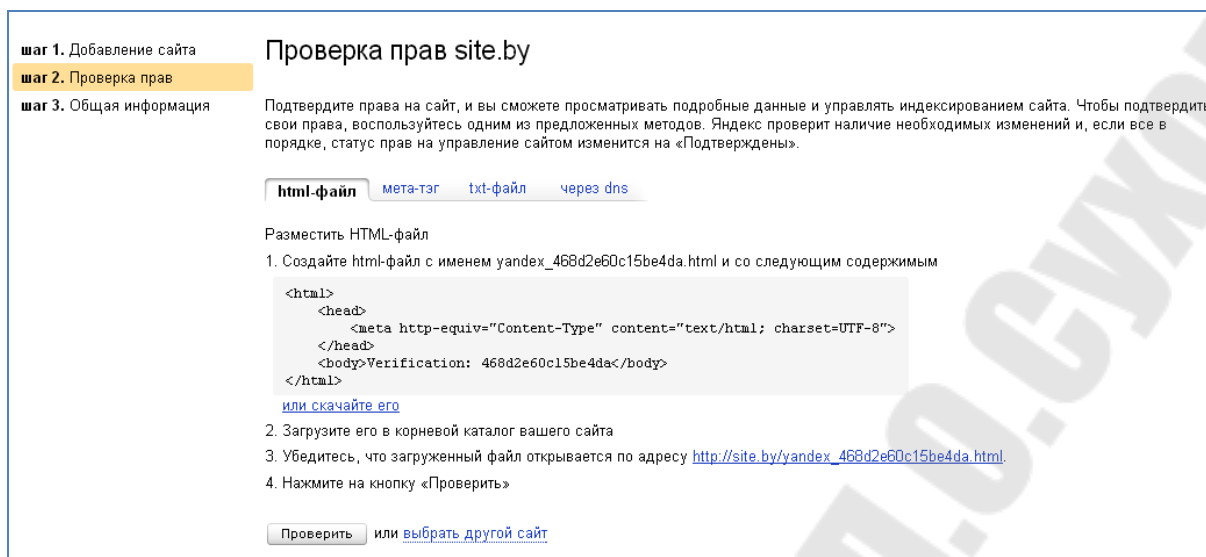 шаг 1. Добавление сайта
шаг 2. Проверка прав
шаг 3. Общая информация
Проверка прав site.by
Подтвердите права на сайт, и вы сможете просматривать подробные данные и управлять индексированием сайта. Чтобы подтвердить
свои права, воспользуйтесь одним из предложенных методов. Яндекс проверит наличие необходимых изменений и, если все в
порядке, статус прав на управление сайтом изменится на «Подтверждены».
html-файл мета-тэг txt-файл через dns
Разместить HTML-файл
1. Создайте html-файл с именем yandex_468d2e60c15be4da.html и со следующим содержимым
<html>
<head>
<meta http-equiv="Content-Type" content="text/html; charset=UTF-8">
</head>
<body>Verification: 468d2e60c15be4da</body>
</html>
или скачайте его
2. Загрузите его в корневой каталог вашего сайта
3. Убедитесь, что загруженный файл открывается по адресу http://site.by/yandex_468d2e60c15be4da.html.
4. Нажмите на кнопку «Проверить»
Проверить или выбрать другой сайт